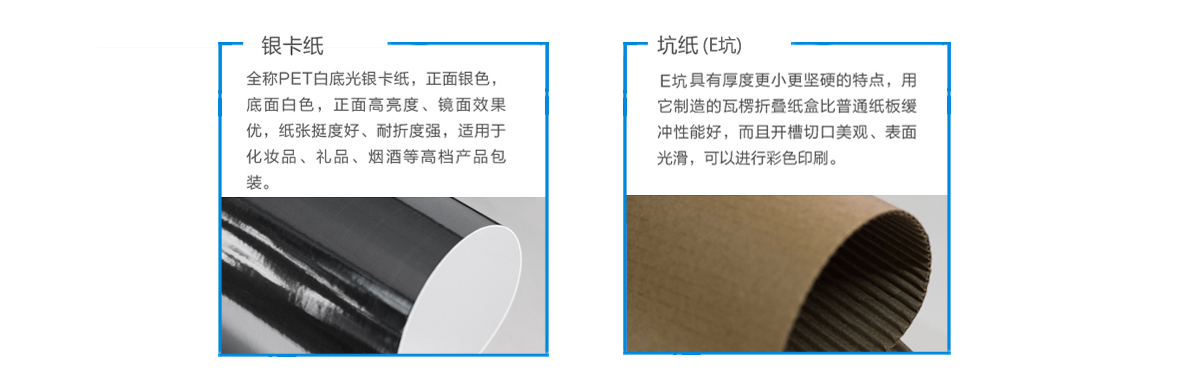 银卡纸
全称PET白底光银卡纸，正面银色，
底面白色，正面高亮度、镜面效果
优，纸张挺度好、耐折度强，适用于
化妆品、礼品、烟酒等高档产品包
装。
坑纸 (E坑)
E坑具有厚度更小更坚硬的特点，用
它制造的瓦楞折叠纸盒比普通纸板缓
冲性能好，而且开槽切口美观、表面
光滑，可以进行彩色印刷。